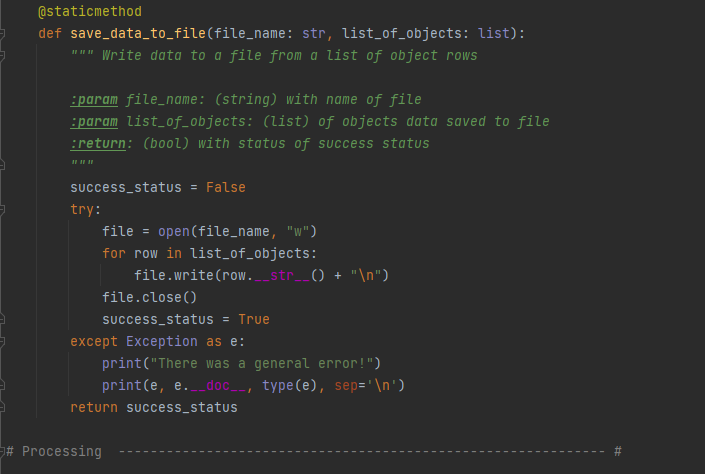 @staticmethod
def save_data_to_file(file_name: str, list_of_objects: list):
    """ Write data to a file from a list of object rows

    :param file_name: (string) with name of file
    :param list_of_objects: (list) of objects data saved to file
    :return: (bool) with status of success status
    """
    success_status = False
    try:
        file = open(file_name, "w")
        for row in list_of_objects:
            file.write(row.__str__() + "\n")
        file.close()
        success_status = True
    except Exception as e:
        print("There was a general error!")
        print(e, e.__doc__, type(e), sep='\n')
    return success_status

# Processing  ------------------------------------------------------------- #